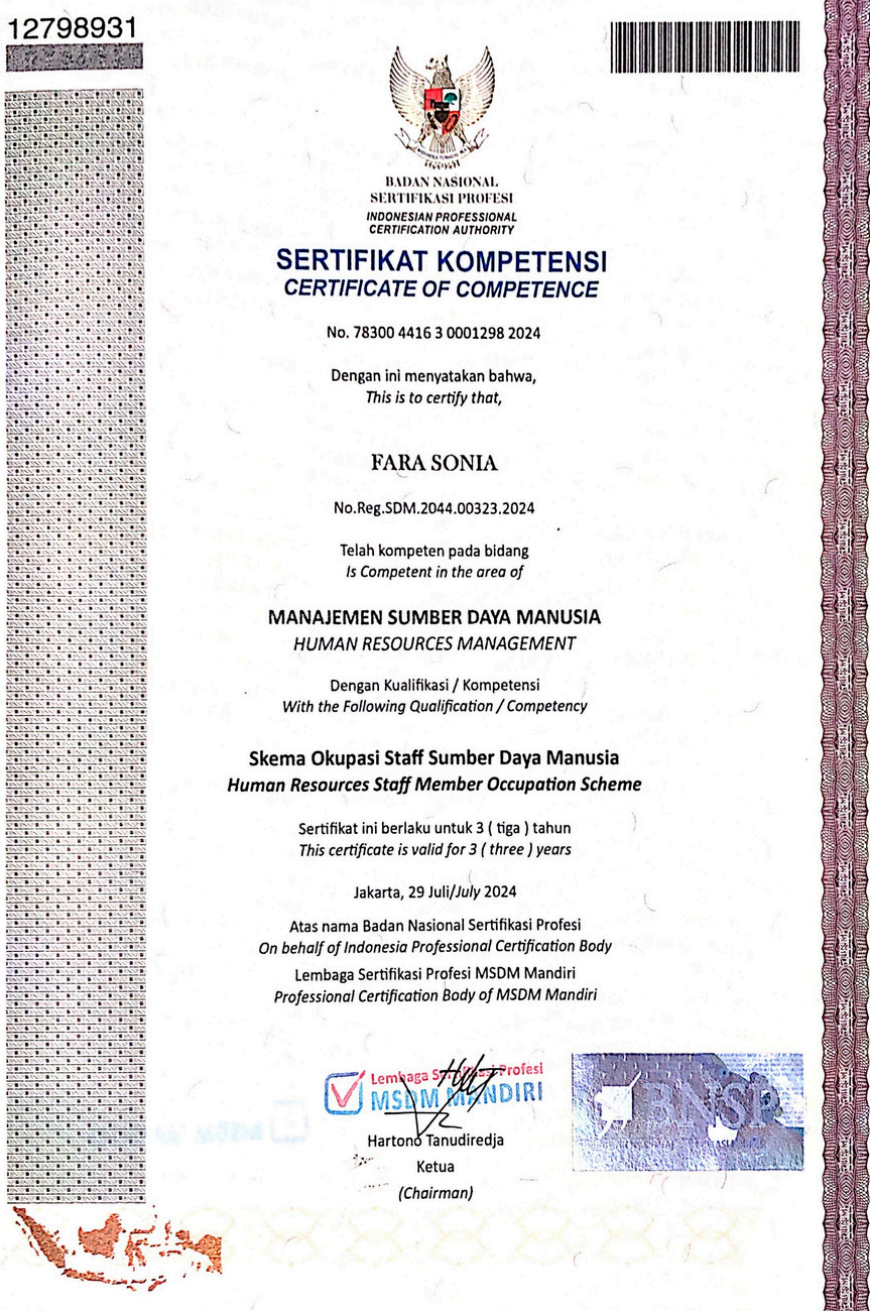 12798931
BADAN NASIONAL
SERTIFIKASI PROFESI
INDONESIAN PROFESSIONAL
CERTIFICATION AUTHORITY
SERTIFIKAT KOMPETENSI
CERTIFICATE OF COMPETENCE
No. 78300 4416 3 0001298 2024
Dengan ini menyatakan bahwa,
This is to certify that,
FARA SONIA
No.Reg.SDM.2044.00323.2024
Telah kompeten pada bidang
Is Competent in the area of
MANAJEMEN SUMBER DAYA MANUSIA
HUMAN RESOURCES MANAGEMENT
Dengan Kualifikasi / Kompetensi
With the Following Qualification / Competency
Skema Okupasi Staff Sumber Daya Manusia
Human Resources Staff Member Occupation Scheme
Sertifikat ini berlaku untuk 3 ( tiga ) tahun
This certificate is valid for 3 ( three ) years
Jakarta, 29 Juli/July 2024
Atas nama Badan Nasional Sertifikasi Profesi
On behalf of Indonesia Professional Certification Body
Lembaga Sertifikasi Profesi MSDM Mandiri
Professional Certification Body of MSDM Mandiri
Lembaga Sertifikasi Profesi
MSDM MANDIRI
BNSP
Hartono Tanudiredja
Ketua
(Chairman)